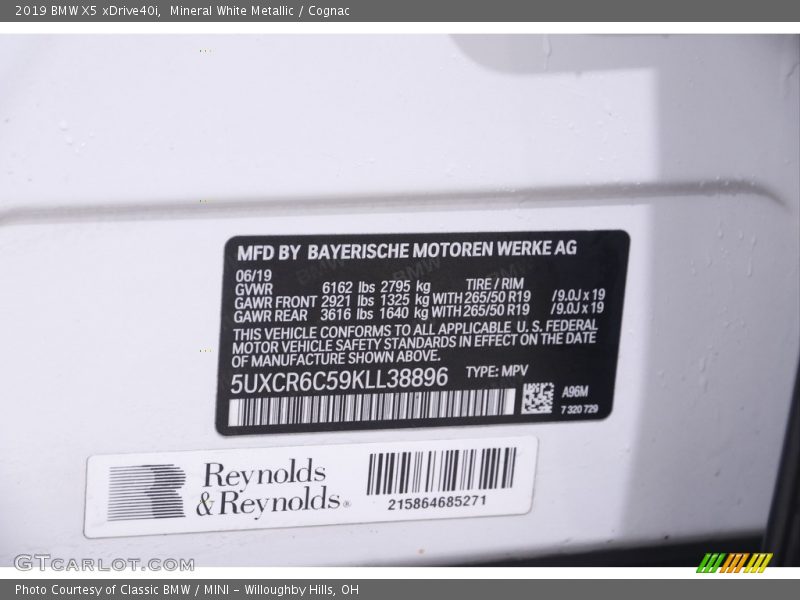 2019 BMW X5 xDrive40i, Mineral White Metallic / Cognac
MFD BY BAYERISCHE MOTOREN WERKE AG
06/19
GVWR 6162 lbs 2795 kg TIRE / RIM
GAWR FRONT 2921 lbs 1325 kg WITH 265/50 R19 /9.0J x 19
GAWR REAR 3616 lbs 1640 kg WITH 265/50 R19 /9.0J x 19
THIS VEHICLE CONFORMS TO ALL APPLICABLE U. S. FEDERAL
MOTOR VEHICLE SAFETY STANDARDS IN EFFECT ON THE DATE
OF MANUFACTURE SHOWN ABOVE.
5UXCR6C59KLL38896 TYPE: MPV
A96M
7 320 729
Reynolds
& Reynolds®
215864685271
GTCARLOT.COM
Photo Courtesy of Classic BMW / MINI - Willoughby Hills, OH